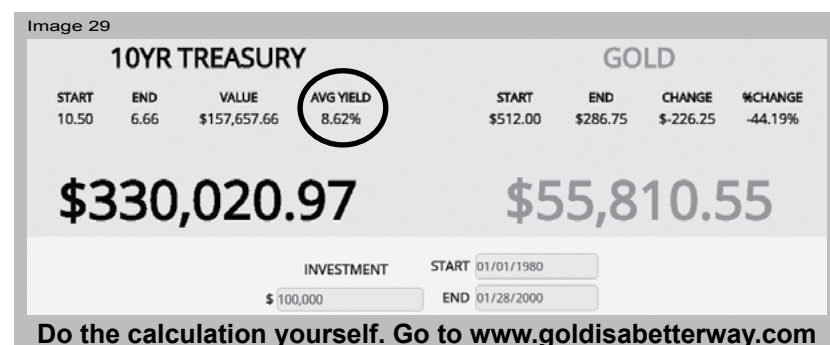 Image 29
10YR TREASURY GOLD
START END VALUE AVG YIELD START END CHANGE %CHANGE
10.50 6.66 $157,657.66 8.62% $512.00 $286.75 $-226.25 -44.19%
$330,020.97 $55,810.55
INVESTMENT START 01/01/1980
$ 100,000 END 01/28/2000
Do the calculation yourself. Go to www.goldisabetterway.com